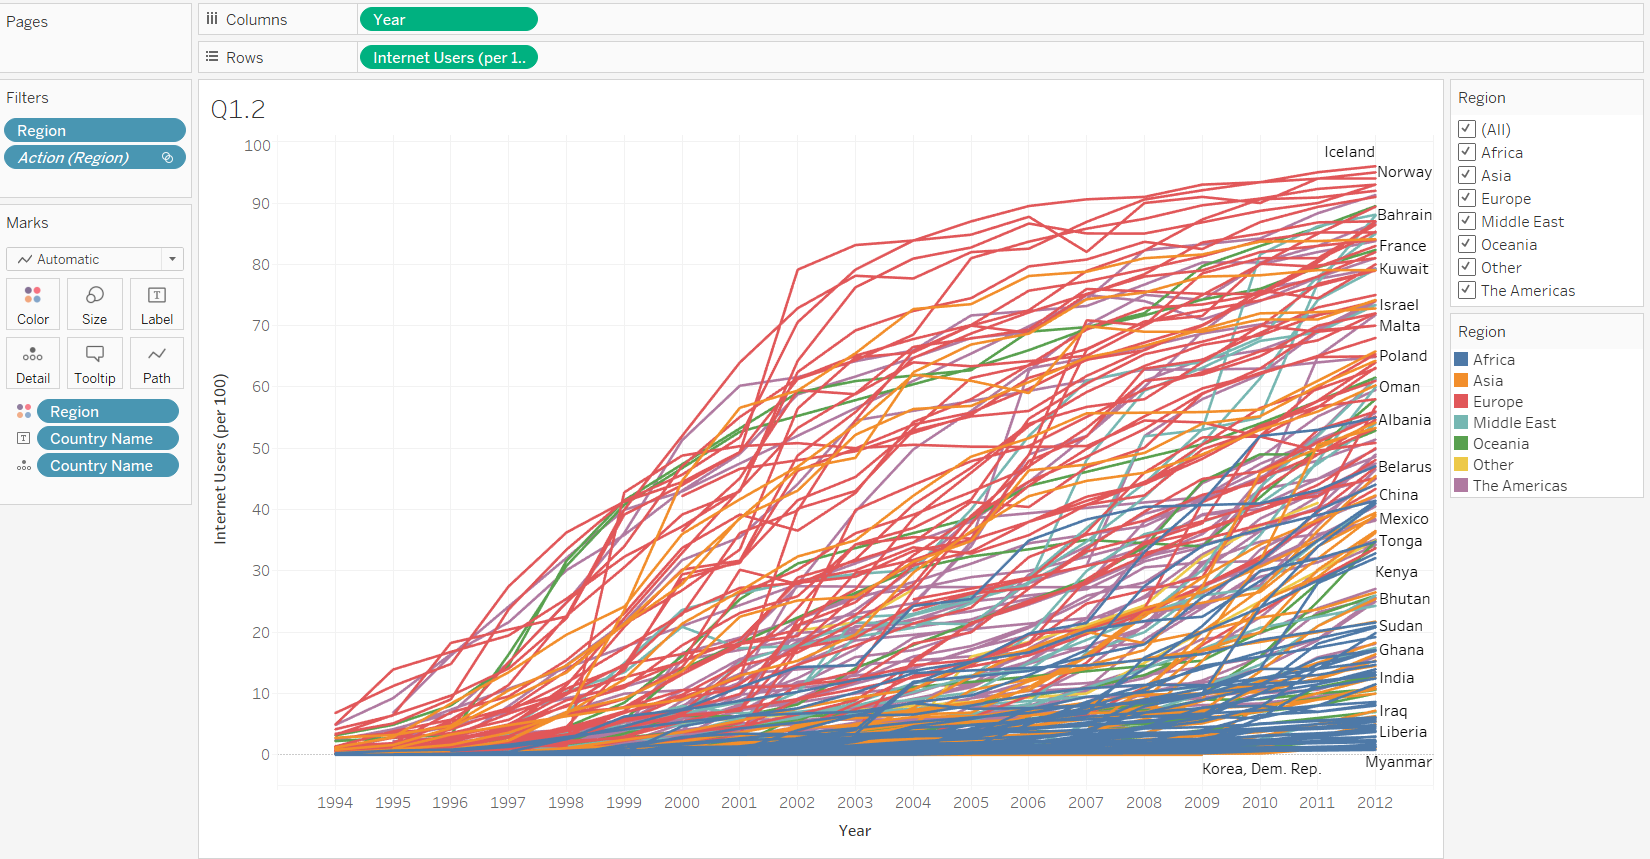 Pages
Columns
Year
Rows
Internet Users (per 1..
Filters
Region
Action (Region)
Marks
Automatic
Color
Size
Label
Detail
Tooltip
Path
Region
Country Name
Country Name
Q1.2
Internet Users (per 100)
100
90
80
70
60
50
40
30
20
10
0
Iceland
Norway
Bahrain
France
Kuwait
Israel
Malta
Poland
Oman
Albania
Belarus
China
Mexico
Tonga
Kenya
Bhutan
Sudan
Ghana
India
Iraq
Liberia
Myanmar
Korea, Dem. Rep.
1994 1995 1996 1997 1998 1999 2000 2001 2002 2003 2004 2005 2006 2007 2008 2009 2010 2011 2012
Year
Region
(All)
Africa
Asia
Europe
Middle East
Oceania
Other
The Americas
Region
Africa
Asia
Europe
Middle East
Oceania
Other
The Americas